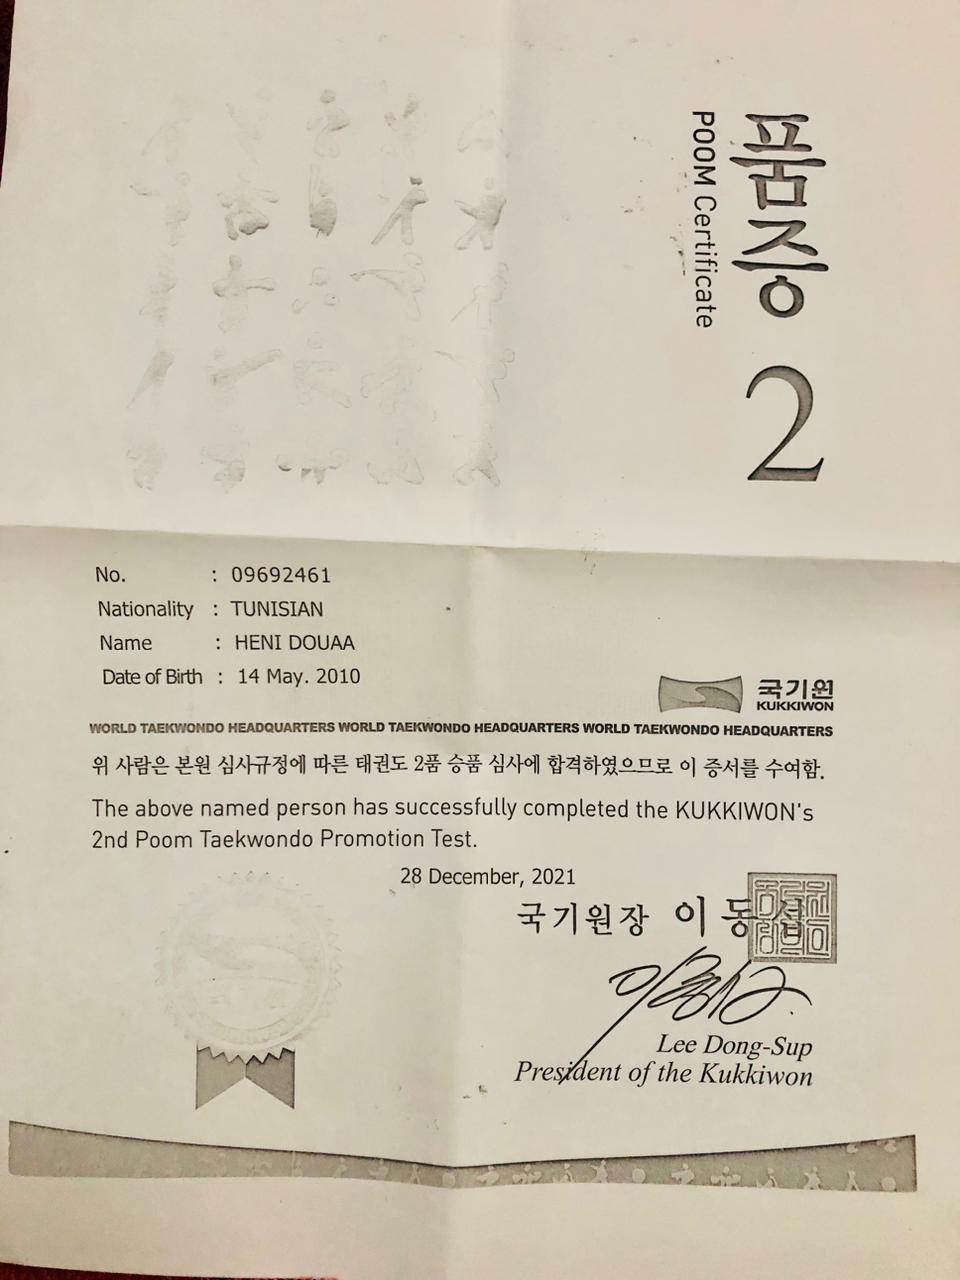 품증
POOM Certificate
2
No. : 09692461
Nationality : TUNISIAN
Name : HENI DOUAA
Date of Birth : 14 May. 2010
국기원
KUKKIWON
WORLD TAEKWONDO HEADQUARTERS WORLD TAEKWONDO HEADQUARTERS WORLD TAEKWONDO HEADQUARTERS
위 사람은 본원 심사규정에 따른 태권도 2품 승품 심사에 합격하였으므로 이 증서를 수여함.
The above named person has successfully completed the KUKKIWON's
2nd Poom Taekwondo Promotion Test.
28 December, 2021
국기원장 이동섭
Lee Dong-Sup
President of the Kukkiwon